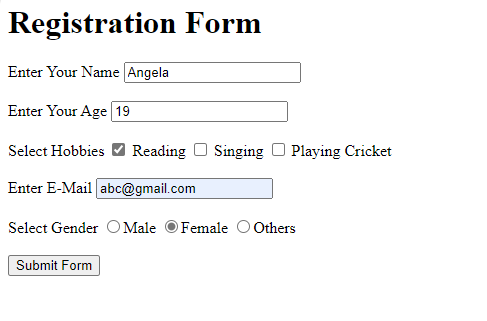 Registration Form
Enter Your Name Angela
Enter Your Age 19
Select Hobbies Reading Singing Playing Cricket
Enter E-Mail abc@gmail.com
Select Gender Male Female Others
Submit Form